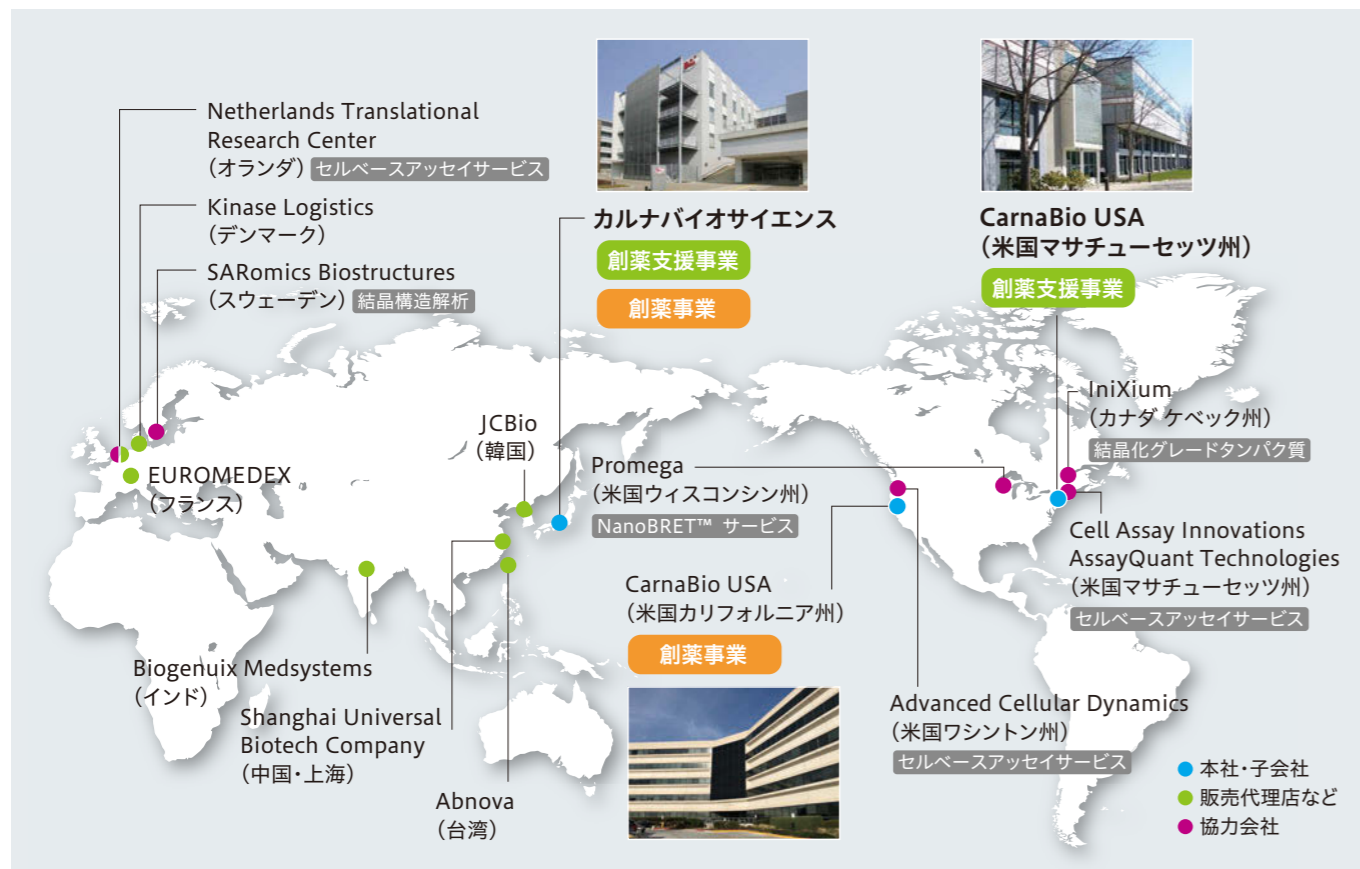 Netherlands Translational
Research Center
（オランダ） セルベースアッセイサービス
Kinase Logistics
（デンマーク）
SARomics Biostructures
（スウェーデン） 結晶構造解析
カルナバイオサイエンス
創薬支援事業
創薬事業
CarnaBio USA
（米国マサチューセッツ州）
創薬支援事業
EUROMEDEX
（フランス）
JCBio
（韓国）
Promega
（米国ウィスコンシン州）
NanoBRET™ サービス
IniXium
（カナダ ケベック州）
結晶化グレードタンパク質
Cell Assay Innovations
AssayQuant Technologies
（米国マサチューセッツ州）
セルベースアッセイサービス
CarnaBio USA
（米国カリフォルニア州）
創薬事業
Biogenuix Medsystems
（インド）
Shanghai Universal
Biotech Company
（中国・上海）
Abnova
（台湾）
Advanced Cellular Dynamics
（米国ワシントン州）
セルベースアッセイサービス
本社・子会社
販売代理店など
協力会社